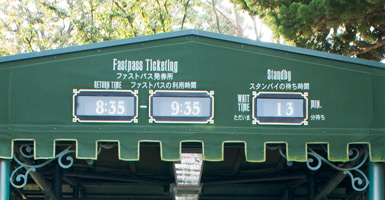 Fastpass Ticketing
ファストパス発券所
RETURN TIME ファストパスの利用時間
8:35 - 9:35
Standby
スタンバイの待ち時間
WAIT TIME 13 MIN.
ただいま 分待ち